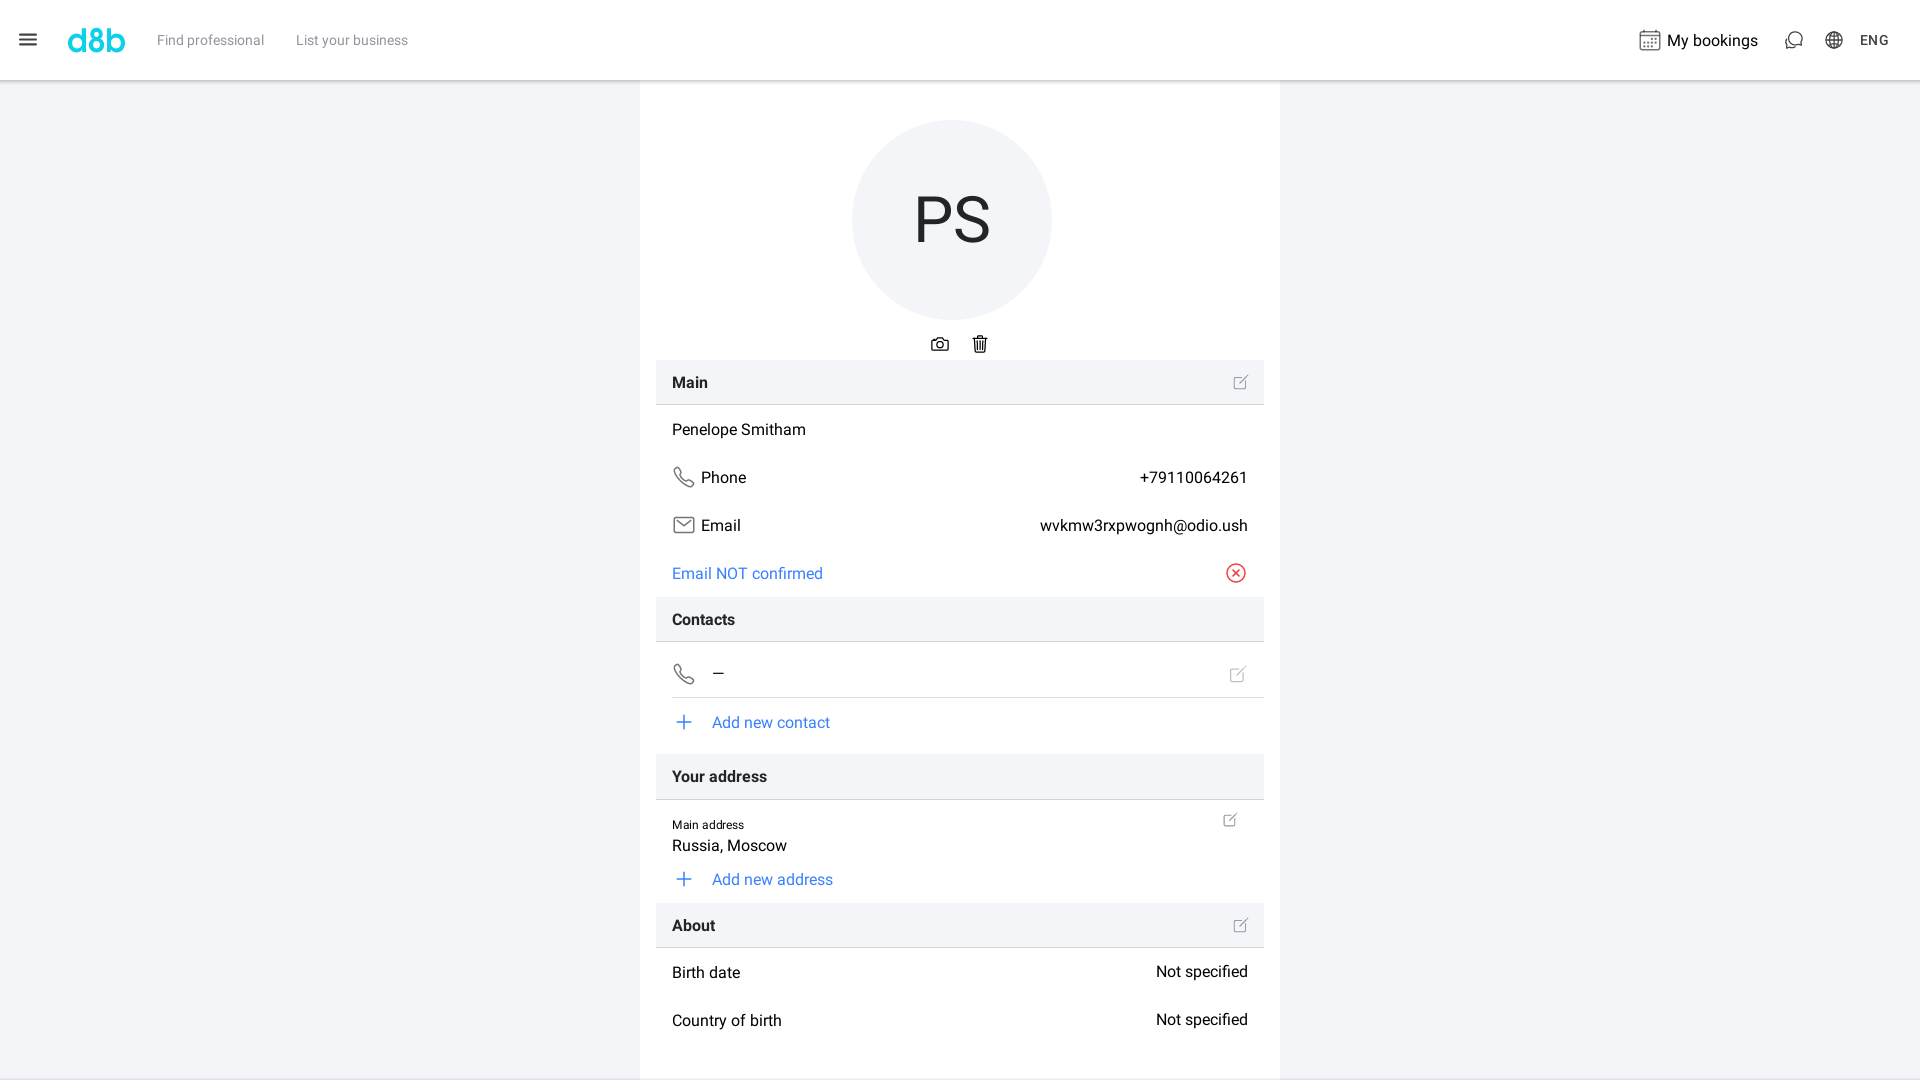 d8b
Find professional
List your business
My bookings
ENG
PS
Main
Penelope Smitham
Phone
+79110064261
Email
wvkmw3rxpwognh@odio.ush
Email NOT confirmed
Contacts
—
Add new contact
Your address
Main address
Russia, Moscow
Add new address
About
Birth date
Not specified
Country of birth
Not specified